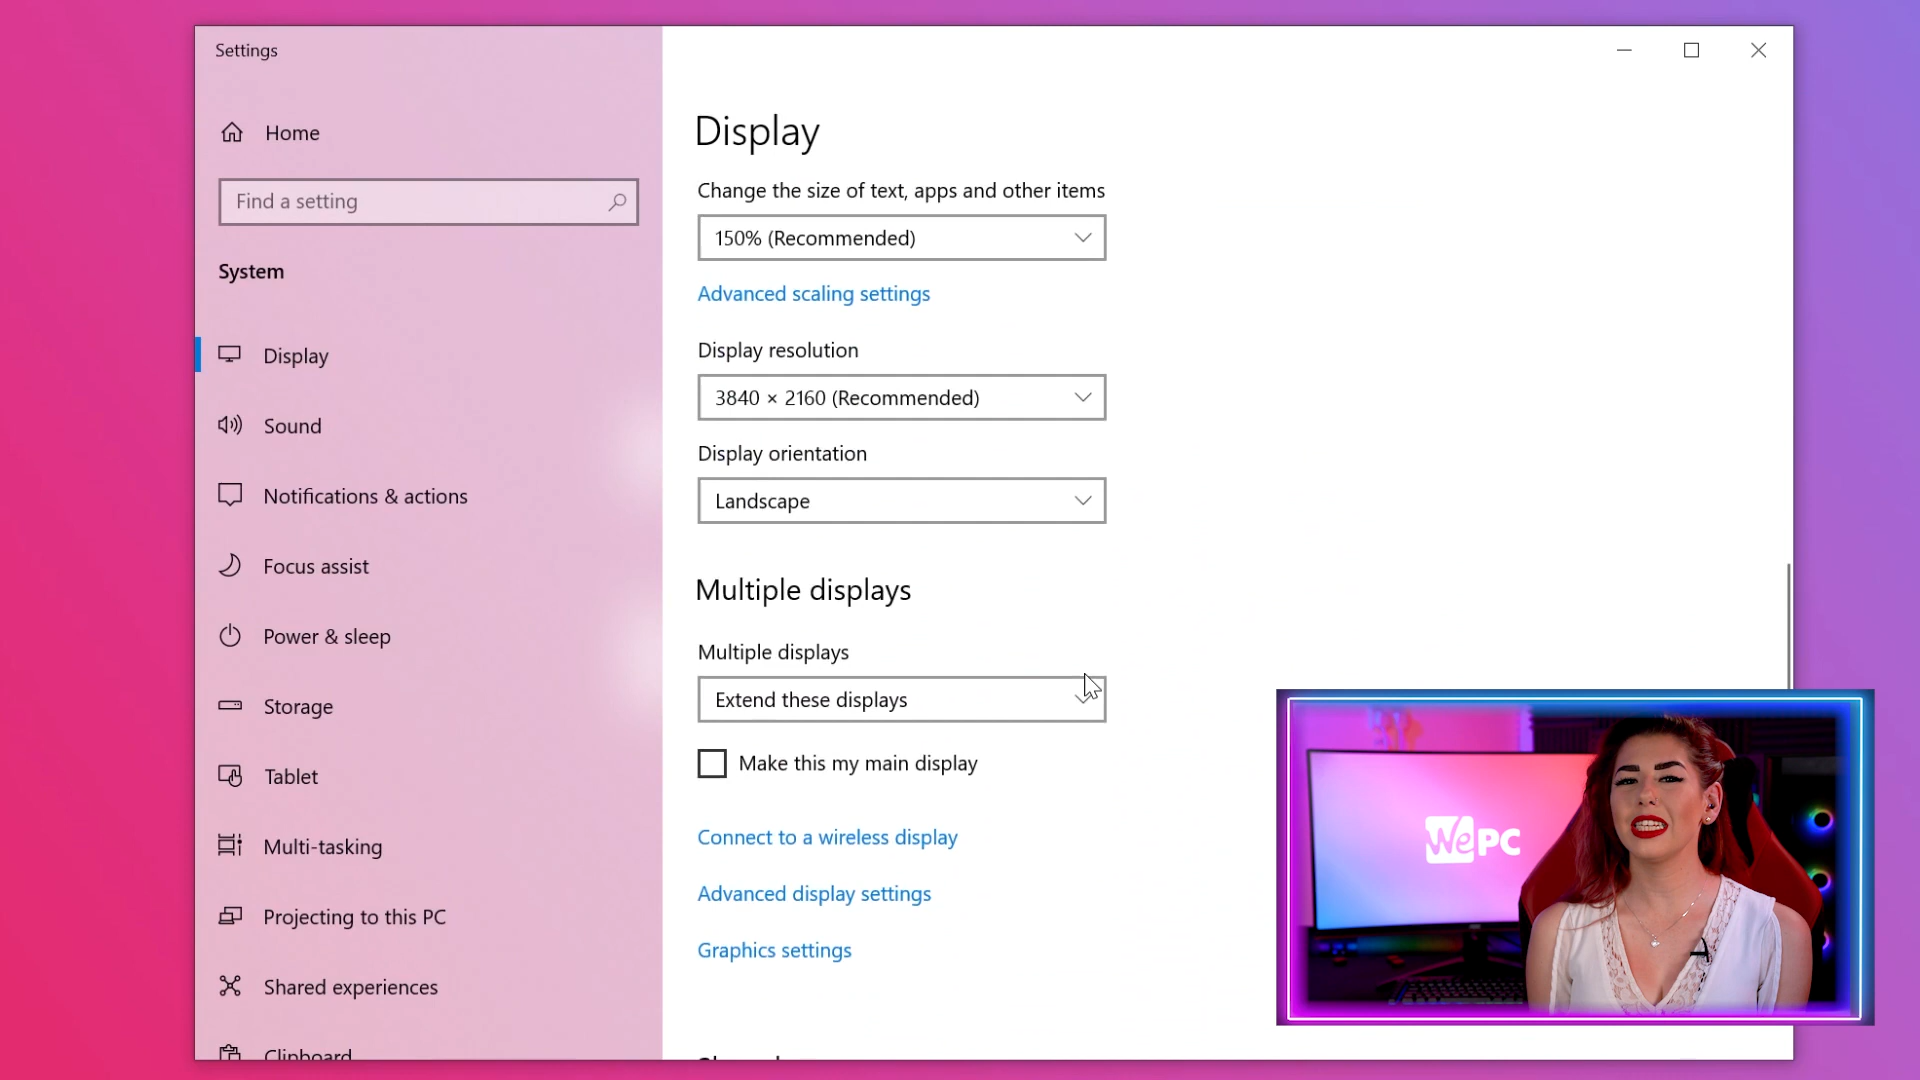 Settings
Home
Find a setting
System
Display
Sound
Notifications & actions
Focus assist
Power & sleep
Storage
Tablet
Multi-tasking
Projecting to this PC
Shared experiences
Clipboard
Display
Change the size of text, apps and other items
150% (Recommended)
Advanced scaling settings
Display resolution
3840 × 2160 (Recommended)
Display orientation
Landscape
Multiple displays
Multiple displays
Extend these displays
Make this my main display
Connect to a wireless display
Advanced display settings
Graphics settings
WePC